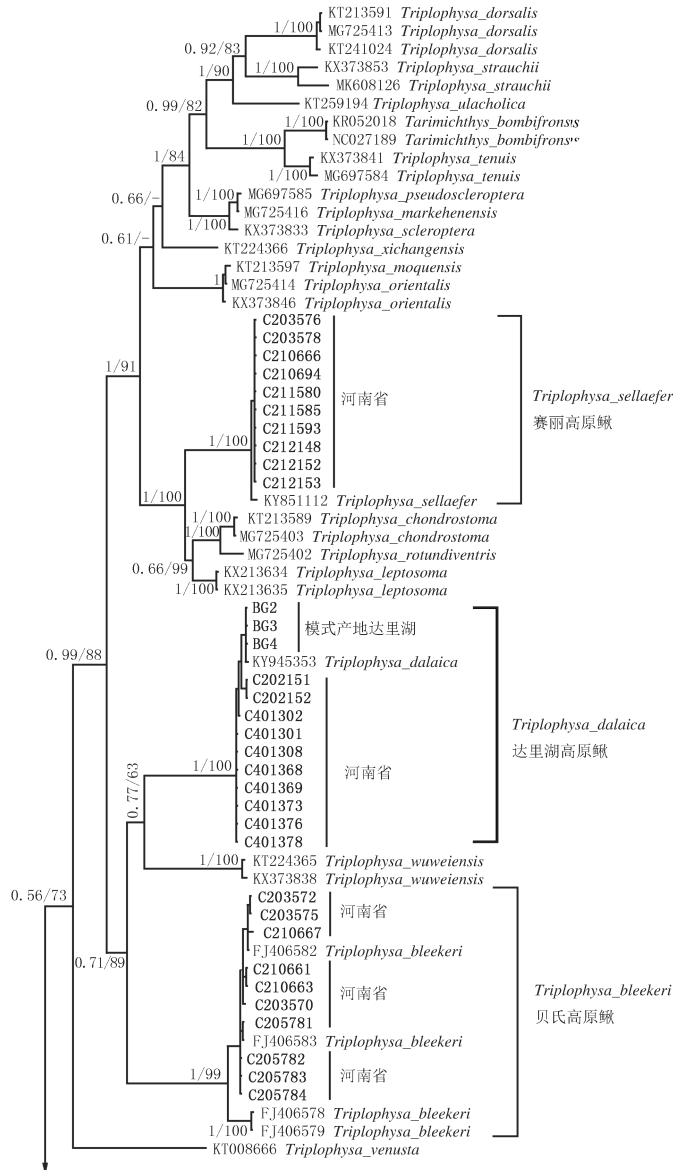 KT213591 Triplophysa_dorsalis
1/100
MG725413 Triplophysa_dorsalis
0.92/83
KT241024 Triplophysa_dorsalis
KX373853 Triplophysa_strauchii
1/90
1/100
MK608126 Triplophysa_strauchii
0.99/82
KT259194 Triplophysa_ulacholica
1/100
KR052018 Tarimichthys_bombifronsis
NC027189 Tarimichthys_bombifronsis
1/100
1/84
KX373841 Triplophysa_tenuis
1/100
MG697584 Triplophysa_tenuis
0.66/-
MG697585 Triplophysa_pseudoscleroptera
MG725416 Triplophysa_markehenensis
1/100
KX373833 Triplophysa_scleroptera
0.61/-
KT224366 Triplophysa_xichangensis
KT213597 Triplophysa_moquensis
1
MG725414 Triplophysa_orientalis
KX373846 Triplophysa_orientalis
C203576
C203578
C210666
1/91
C210694
C211580
河南省
Triplophysa_sellaefer
C211585
赛丽高原鳅
C211593
1/100
C212148
C212152
C212153
1/100
KY851112 Triplophysa_sellaefer
1/100
KT213589 Triplophysa_chondrostoma
1/100
MG725403 Triplophysa_chondrostoma
MG725402 Triplophysa_rotundiventris
0.66/99
KX213634 Triplophysa_leptosoma
1/100
KX213635 Triplophysa_leptosoma
BG2
BG3
模式产地达里湖
BG4
0.99/88
KY945353 Triplophysa_dalaica
C202151
C202152
C401302
Triplophysa_dalaica
C401301
C401308
达里湖高原鳅
1/100
C401368
河南省
0.77/63
C401369
C401373
C401376
C401378
1/100
KT224365 Triplophysa_wuweiensis
KX373838 Triplophysa_wuweiensis
0.56/73
C203572
C203575
河南省
C210667
FJ406582 Triplophysa_bleekeri
0.71/89
C210661
C210663
河南省
Triplophysa_bleekeri
C203570
贝氏高原鳅
C205781
FJ406583 Triplophysa_bleekeri
C205782
1/99
C205783
河南省
C205784
FJ406578 Triplophysa_bleekeri
1/100
FJ406579 Triplophysa_bleekeri
KT008666 Triplophysa_venusta